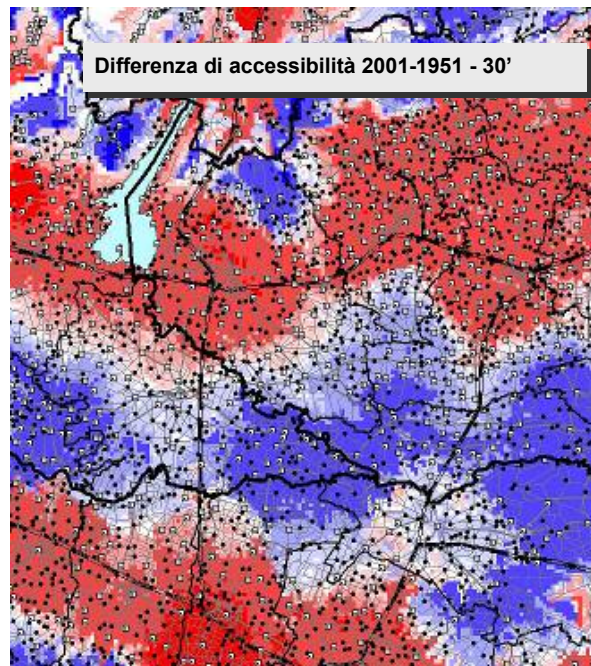 Differenza di accessibilità 2001-1951 - 30’